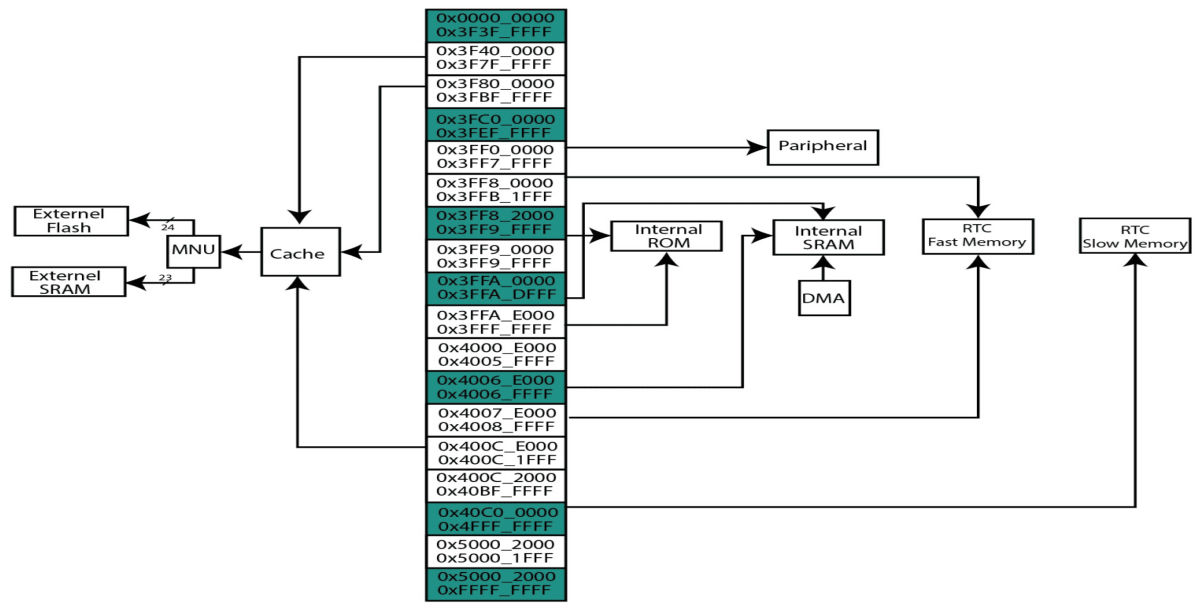 0x0000_0000
0x3F3F_FFFF
0x3F40_0000
0x3F7F_FFFF
0x3F80_0000
0x3FBF_FFFF
0x3FC0_0000
0x3FEF_FFFF
0x3FF0_0000
0x3FF7_FFFF
0x3FF8_0000
0x3FFB_1FFF
0x3FF8_2000
0x3FF9_FFFF
0x3FF9_0000
0x3FF9_FFFF
0x3FFA_0000
0x3FFA_DFFF
0x3FFA_E000
0x3FFF_FFFF
0x4000_E000
0x4005_FFFF
0x4006_E000
0x4006_FFFF
0x4007_E000
0x4008_FFFF
0x400C_E000
0x400C_1FFF
0x400C_2000
0x40BF_FFFF
0x40C0_0000
0x4FFF_FFFF
0x5000_2000
0x5000_1FFF
0x5000_2000
0xFFFF_FFFF
Externel
Flash
24
MNU
Cache
Externel
SRAM
23
Paripheral
Internel
ROM
Internel
SRAM
DMA
RTC
Fast Memory
RTC
Slow Memory